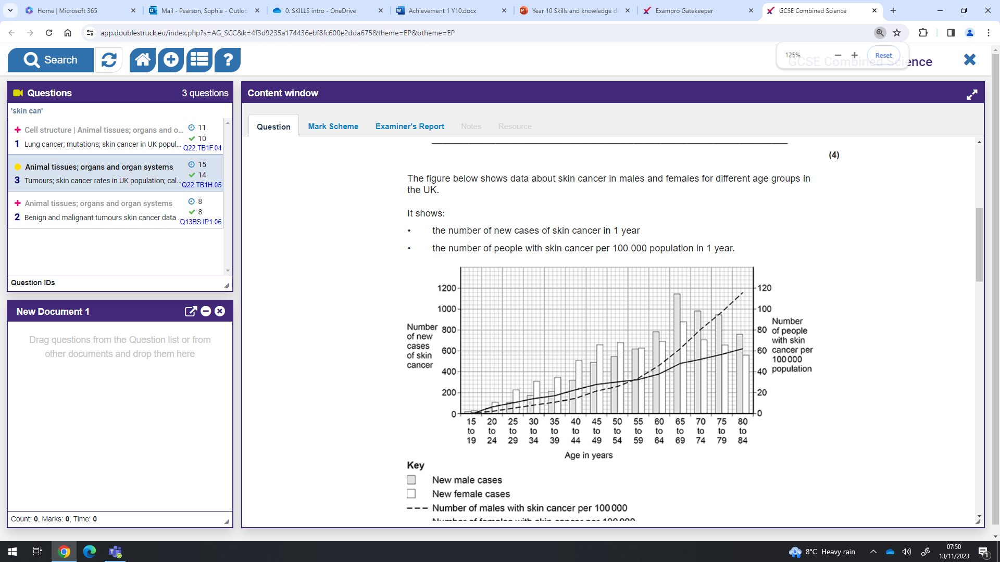 Home | Microsoft 365
Mail - Pearson, Sophie - Outloo
0. SKILLS intro - OneDrive
Achievement 1 Y10.docx
Year 10 Skills and knowledge d
Exampro Gatekeeper
GCSE Combined Science
app.doublestruck.eu/index.php?s=AG_SCC&k=4f3d9235a174436ebf8fc600e2dda675&theme=EP&otheme=EP
125%
Reset
Search
?
GCSE Combined Science
Questions
3 questions
'skin can'
Cell structure | Animal tissues; organs and o...
11
10
1 Lung cancer; mutations; skin cancer in UK popul...
Q22.TB1F.04
Animal tissues; organs and organ systems
15
14
3 Tumours; skin cancer rates in UK population; cal...
Q22.TB1H.05
Animal tissues; organs and organ systems
8
8
2 Benign and malignant tumours skin cancer data ...
Q13BS.IP1.06
Question IDs
New Document 1
Drag questions from the Question list or from
other documents and drop them here
Count: 0, Marks: 0, Time: 0
Content window
Question
Mark Scheme
Examiner's Report
Notes
Resource
(4)
The figure below shows data about skin cancer in males and females for different age groups in
the UK.
It shows:
• the number of new cases of skin cancer in 1 year
• the number of people with skin cancer per 100 000 population in 1 year.
Number
of new
cases
of skin
cancer
1200
1000
800
600
400
200
0
120
100
80
60
40
20
0
Number
of people
with skin
cancer per
100 000
population
15 20 25 30 35 40 45 50 55 60 65 70 75 80
to to to to to to to to to to to to to to
19 24 29 34 39 44 49 54 59 64 69 74 79 84
Age in years
Key
New male cases
New female cases
Number of males with skin cancer per 100 000
Number of females with skin cancer per 100 000
8°C Heavy rain
07:50
13/11/2023
1